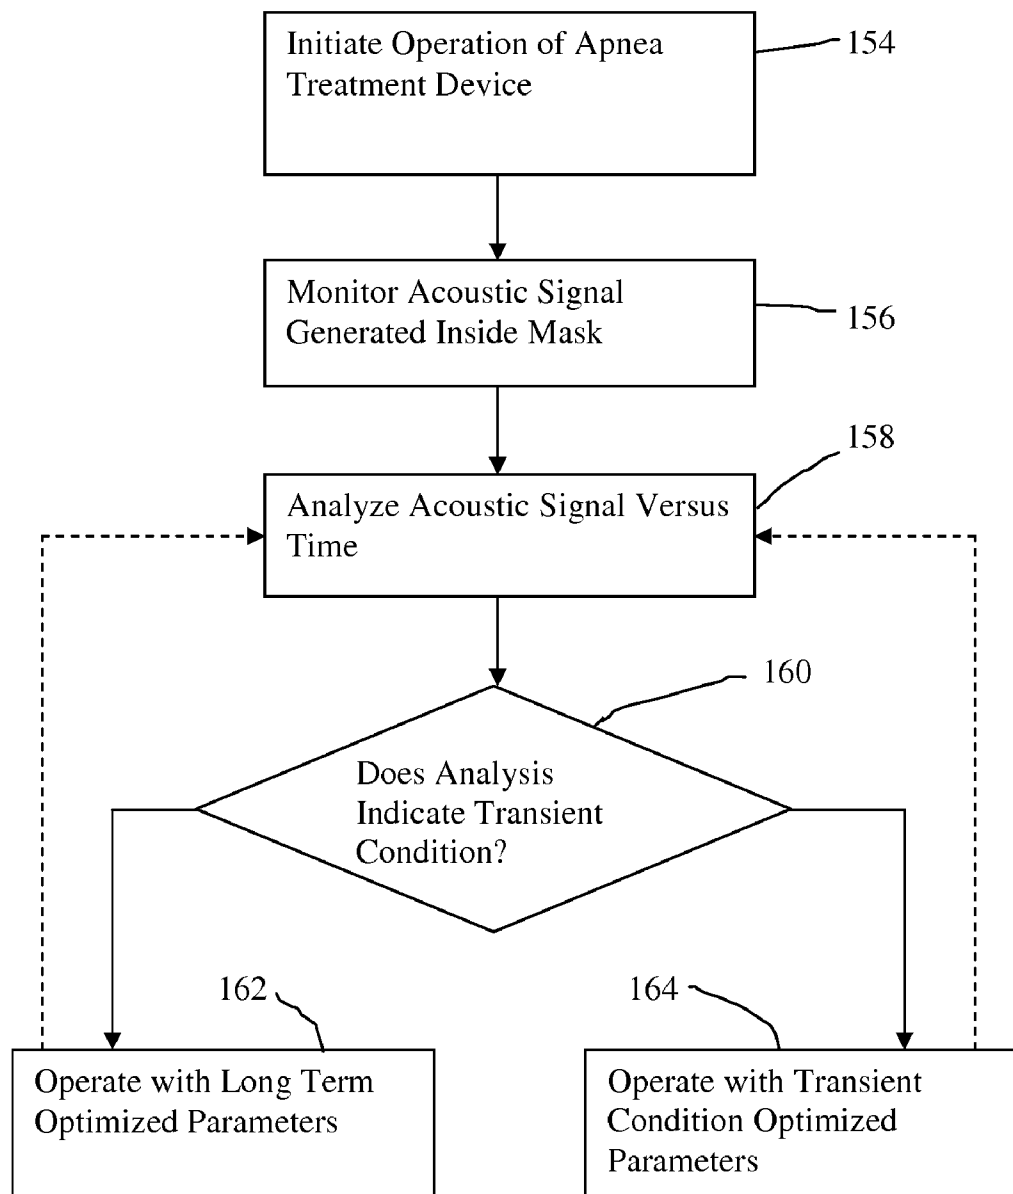 Initiate Operation of Apnea
Treatment Device
154
Monitor Acoustic Signal
Generated Inside Mask
156
158
Analyze Acoustic Signal Versus
Time
160
Does Analysis
Indicate Transient
Condition?
162
164
Operate with Long Term
Optimized Parameters
Operate with Transient
Condition Optimized
Parameters